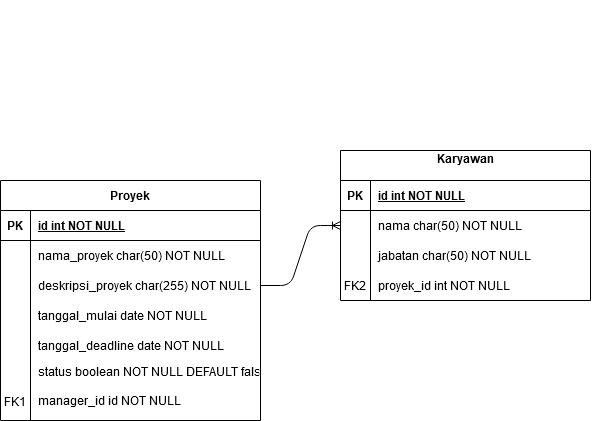 Karyawan
PK id int NOT NULL
nama char(50) NOT NULL
jabatan char(50) NOT NULL
FK2 proyek_id int NOT NULL
Proyek
PK id int NOT NULL
nama_proyek char(50) NOT NULL
deskripsi_proyek char(255) NOT NULL
tanggal_mulai date NOT NULL
tanggal_deadline date NOT NULL
status boolean NOT NULL DEFAULT fals
FK1 manager_id id NOT NULL